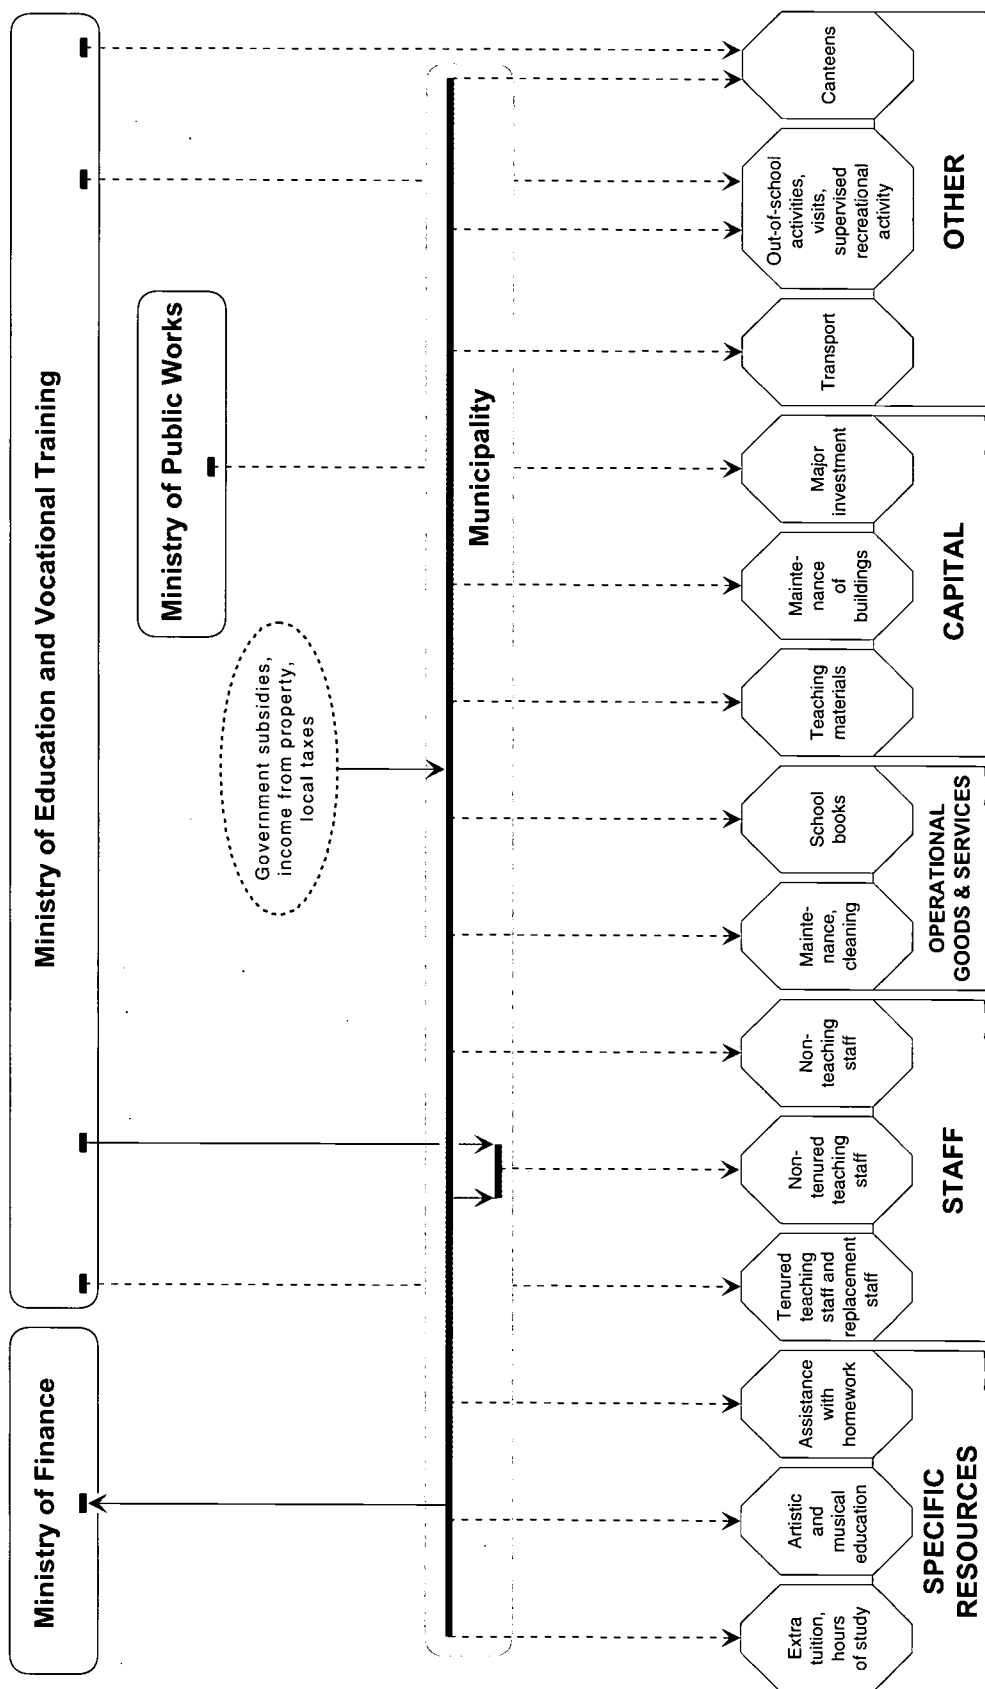 Ministry of Finance
Ministry of Education and Vocational Training
Ministry of Public Works
Government subsidies,
income from property,
local taxes
Municipality
Extra
tuition,
hours
of study
Artistic
and
musical
education
Assistance
with
homework
Tenured
teaching
staff and
replacement
staff
Non-
tenured
teaching
staff
Non-
teaching
staff
Mainte-
nance,
cleaning
School
books
Teaching
materials
Mainte-
nance
of
buildings
Major
investment
Transport
Out-of-school
activities,
visits,
supervised
recreational
activity
Canteens
SPECIFIC
RESOURCES
STAFF
OPERATIONAL
GOODS & SERVICES
CAPITAL
OTHER